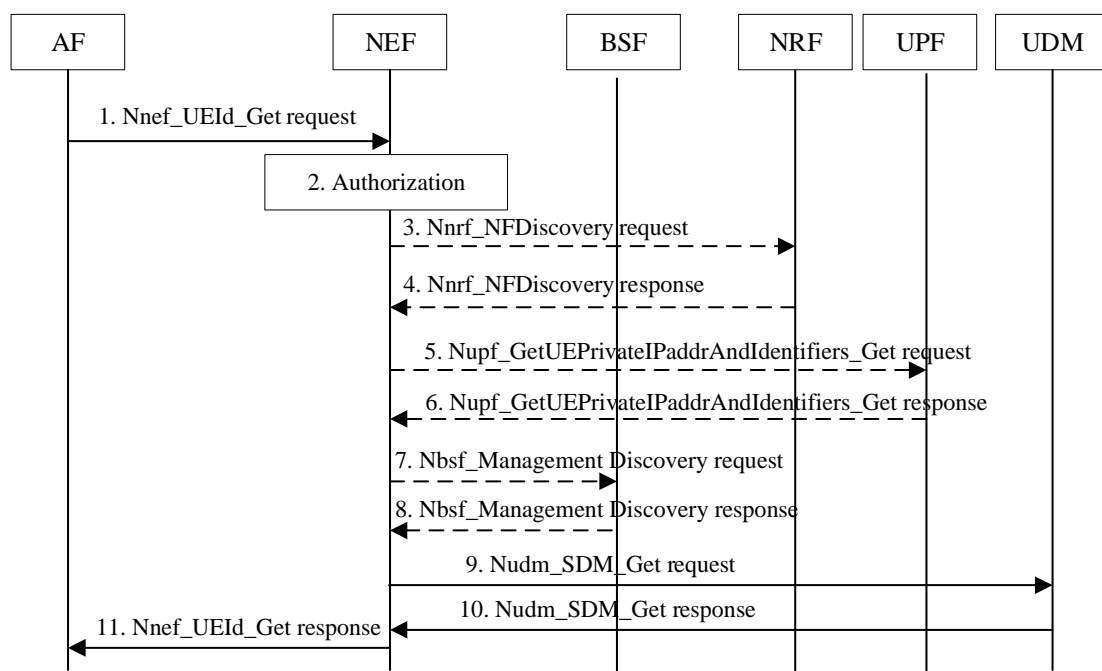 AF NEF BSF NRF UPF UDM
1. Nnef_UEId_Get request
2. Authorization
3. Nnrf_NFDiscovery request
4. Nnrf_NFDiscovery response
5. Nupf_GetUEPrivateIPaddrAndIdentifiers_Get request
6. Nupf_GetUEPrivateIPaddrAndIdentifiers_Get response
7. Nbsf_Management Discovery request
8. Nbsf_Management Discovery response
9. Nudm_SDM_Get request
10. Nudm_SDM_Get response
11. Nnef_UEId_Get response